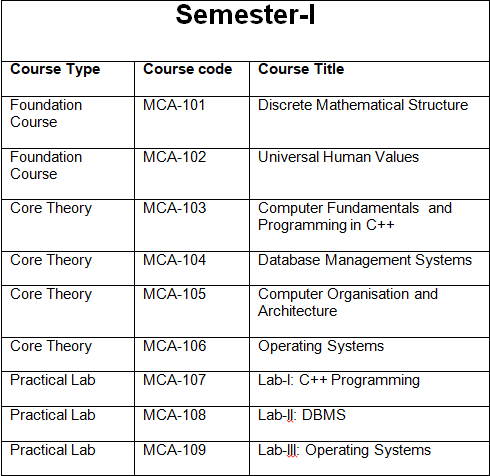 Semester-I
Course Type Course code Course Title
Foundation Course MCA-101 Discrete Mathematical Structure
Foundation Course MCA-102 Universal Human Values
Core Theory MCA-103 Computer Fundamentals and Programming in C++
Core Theory MCA-104 Database Management Systems
Core Theory MCA-105 Computer Organisation and Architecture
Core Theory MCA-106 Operating Systems
Practical Lab MCA-107 Lab-I: C++ Programming
Practical Lab MCA-108 Lab-II: DBMS
Practical Lab MCA-109 Lab-III: Operating Systems